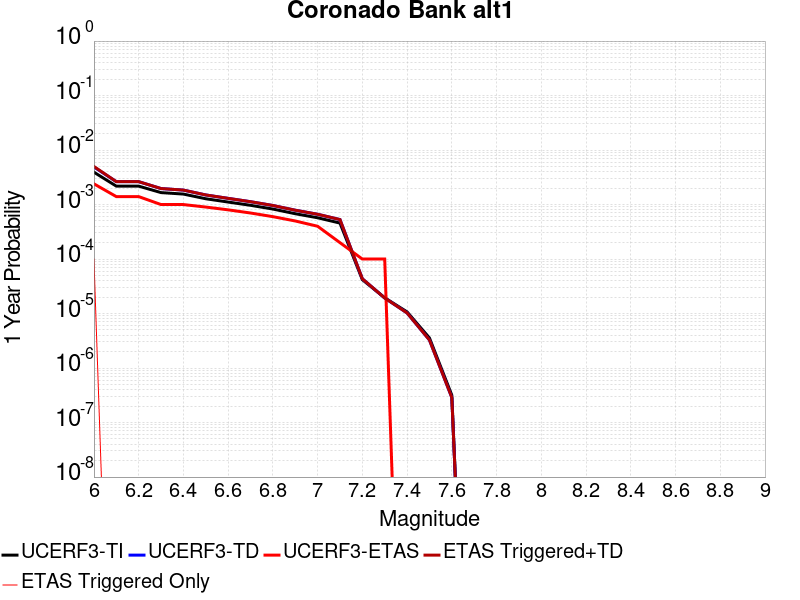 Coronado Bank alt1
1 Year Probability
10^0
10^-1
10^-2
10^-3
10^-4
10^-5
10^-6
10^-7
10^-8
6 6.2 6.4 6.6 6.8 7 7.2 7.4 7.6 7.8 8 8.2 8.4 8.6 8.8 9
Magnitude
UCERF3-TI UCERF3-TD UCERF3-ETAS ETAS Triggered+TD
ETAS Triggered Only